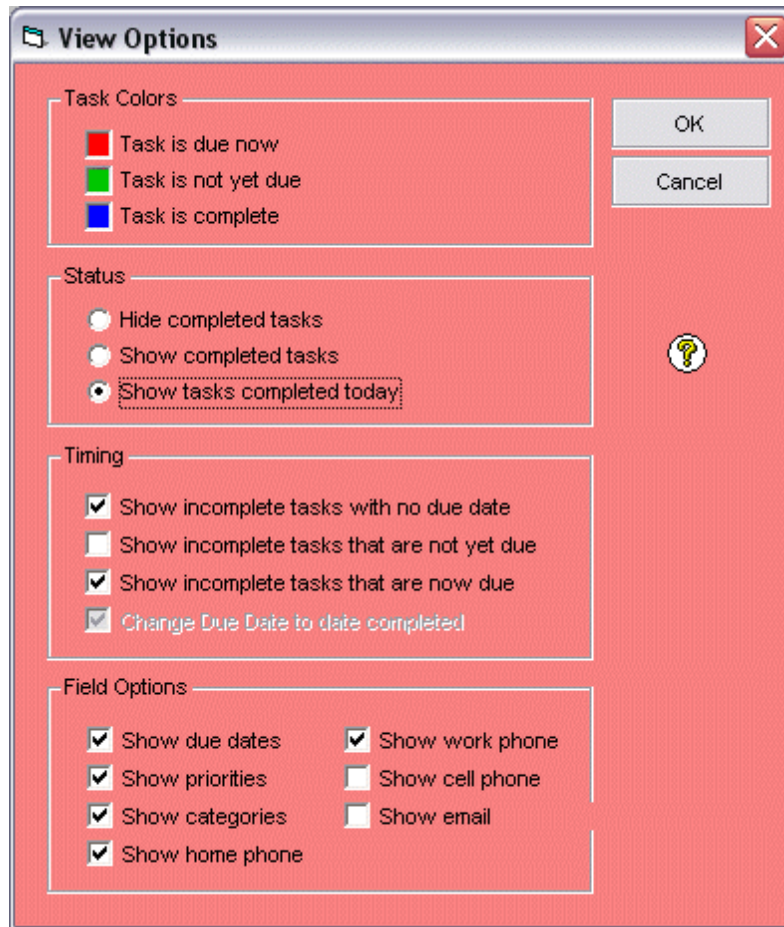 View Options
Task Colors
OK
Task is due now
Task is not yet due
Cancel
Task is complete
Status
Hide completed tasks
Show completed tasks
?
Show tasks completed today
Timing
Show incomplete tasks with no due date
Show incomplete tasks that are not yet due
Show incomplete tasks that are now due
Change Due Date to date completed
Field Options
Show due dates Show work phone
Show priorities Show cell phone
Show categories Show email
Show home phone